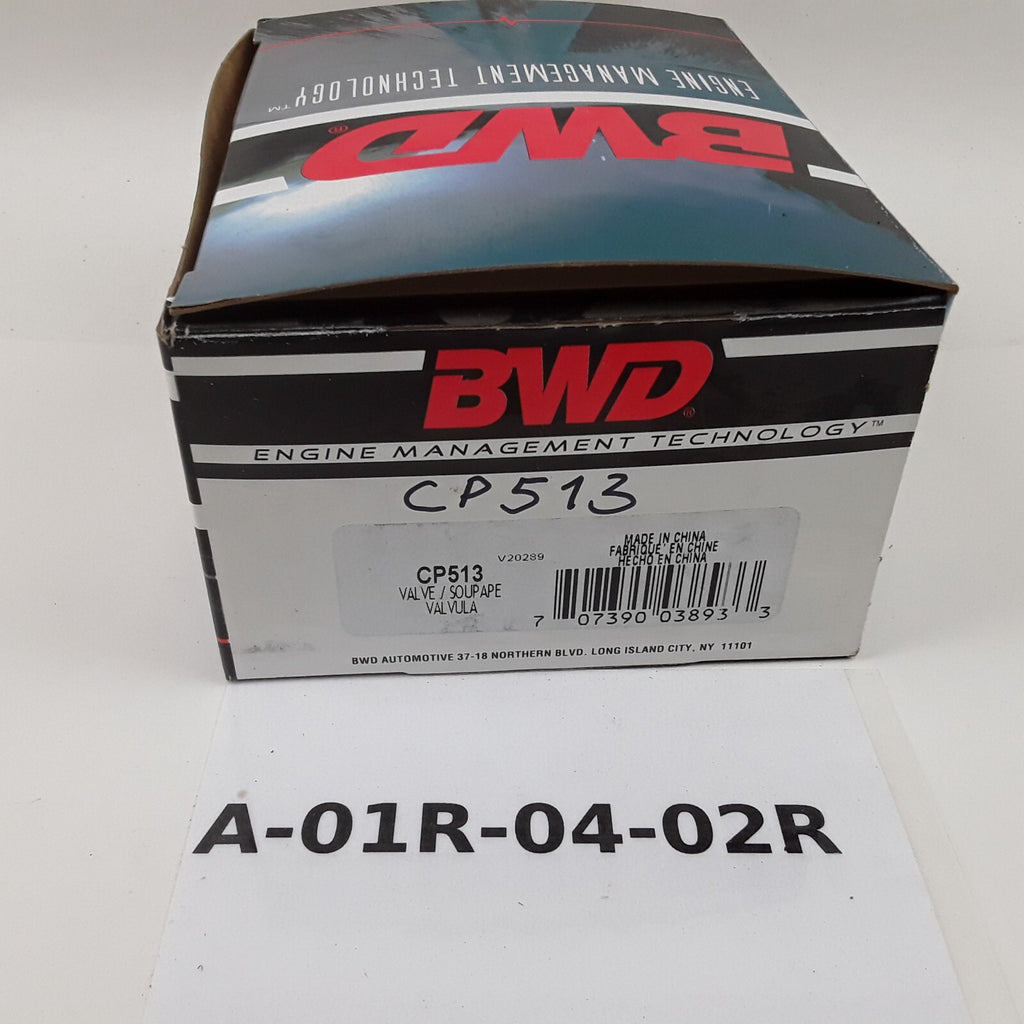 ENGINE MANAGEMENT TECHNOLOGY™
BWD®
BWD®
ENGINE MANAGEMENT TECHNOLOGY™
CP513
V20289
MADE IN CHINA
FABRIQUE' EN CHINE
HECHO EN CHINA
CP513
VALVE / SOUPAPE
VALVULA
7 07390 03893 3
BWD AUTOMOTIVE 37-18 NORTHERN BLVD. LONG ISLAND CITY, NY 11101
A-01R-04-02R